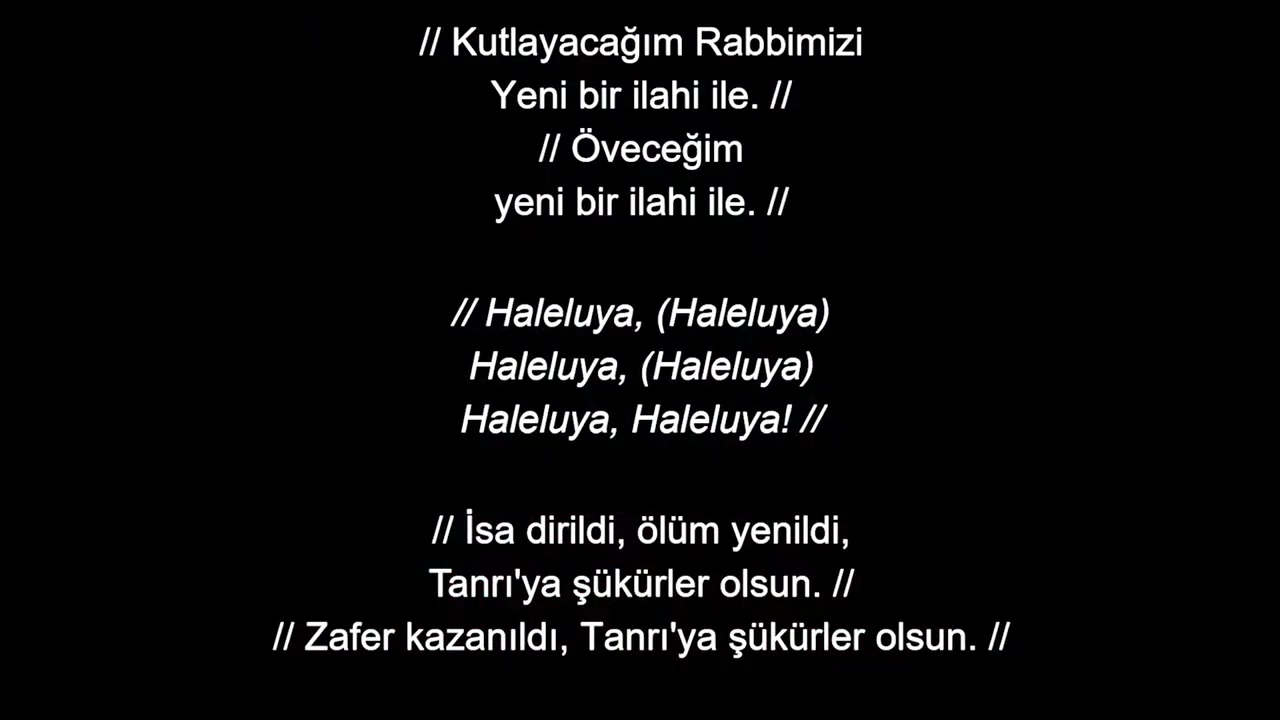 // Kutlayacağım Rabbimizi
Yeni bir ilahi ile. //
// Öveceğim
yeni bir ilahi ile. //
// Haleluya, (Haleluya)
Haleluya, (Haleluya)
Haleluya, Haleluya! //
// İsa dirildi, ölüm yenildi,
Tanrı'ya şükürler olsun. //
// Zafer kazanıldı, Tanrı'ya şükürler olsun. //